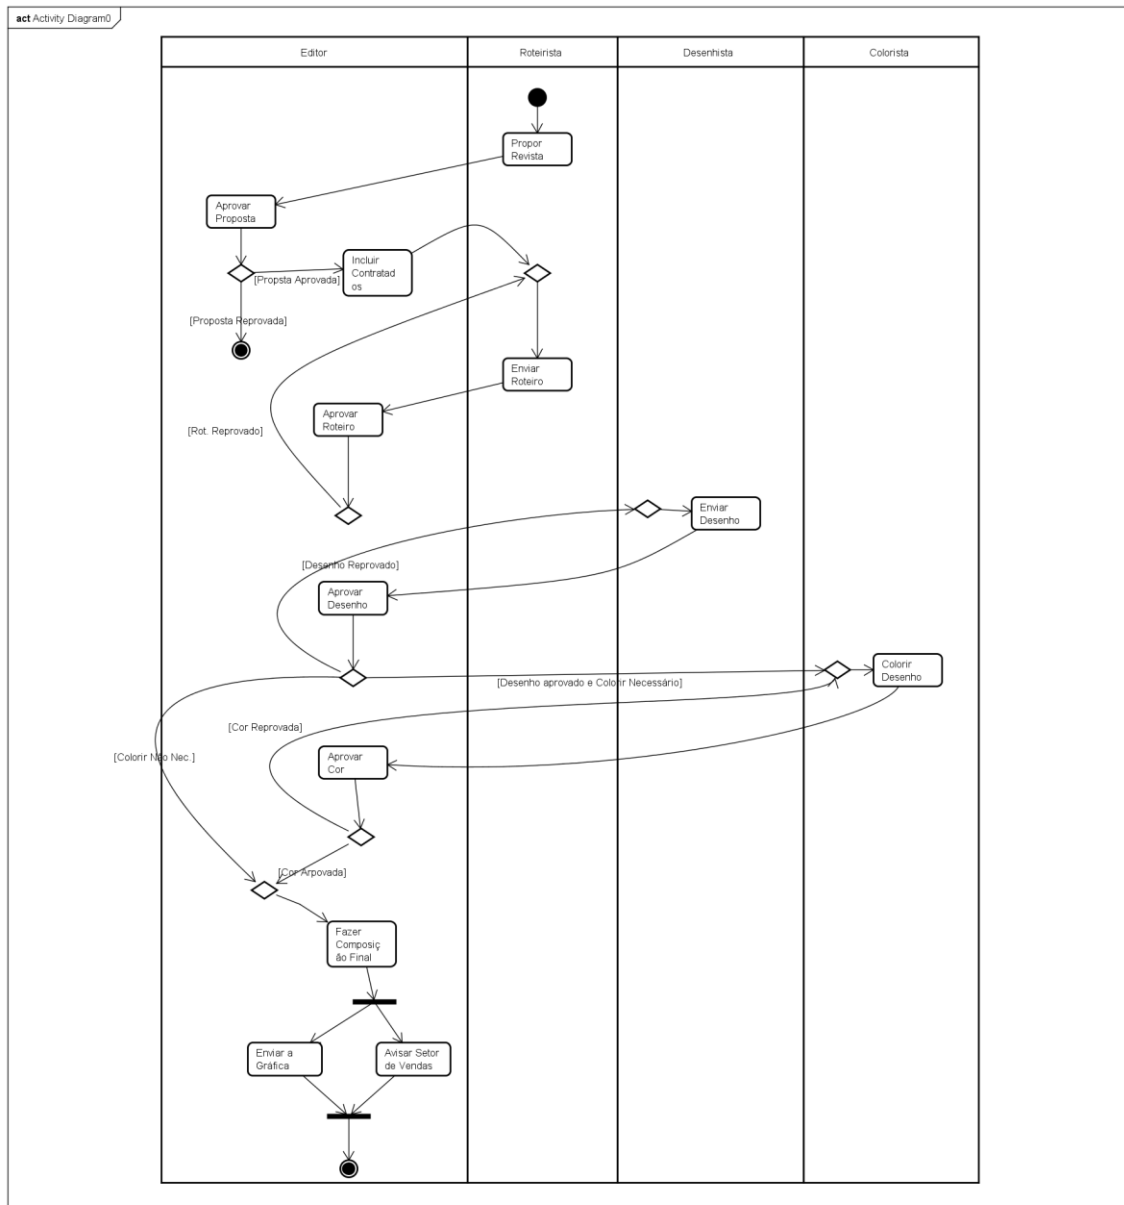 act Activity Diagram0
Editor
Roteirista
Desenhista
Colorista
Propor
Revista
Aprovar
Proposta
Incluir
Contratad
os
[Propsta Aprovada]
[Proposta Reprovada]
Enviar
Roteiro
Aprovar
Roteiro
[Rot. Reprovado]
Enviar
Desenho
[Desenho Reprovado]
Aprovar
Desenho
Colorir
Desenho
[Desenho aprovado e Colorir Necessário]
[Cor Reprovada]
[Colorir Não Nec.]
Aprovar
Cor
[Cor Arpovada]
Fazer
Composiç
ão Final
Enviar a
Gráfica
Avisar Setor
de Vendas